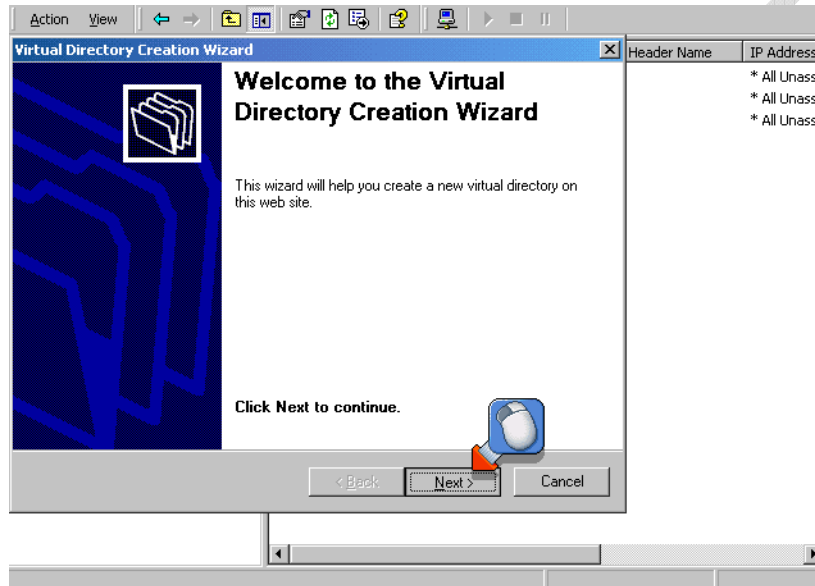 Action View
Virtual Directory Creation Wizard
Header Name IP Address
* All Unass
* All Unass
* All Unass
Welcome to the Virtual
Directory Creation Wizard
This wizard will help you create a new virtual directory on
this web site.
Click Next to continue.
< Back Next > Cancel